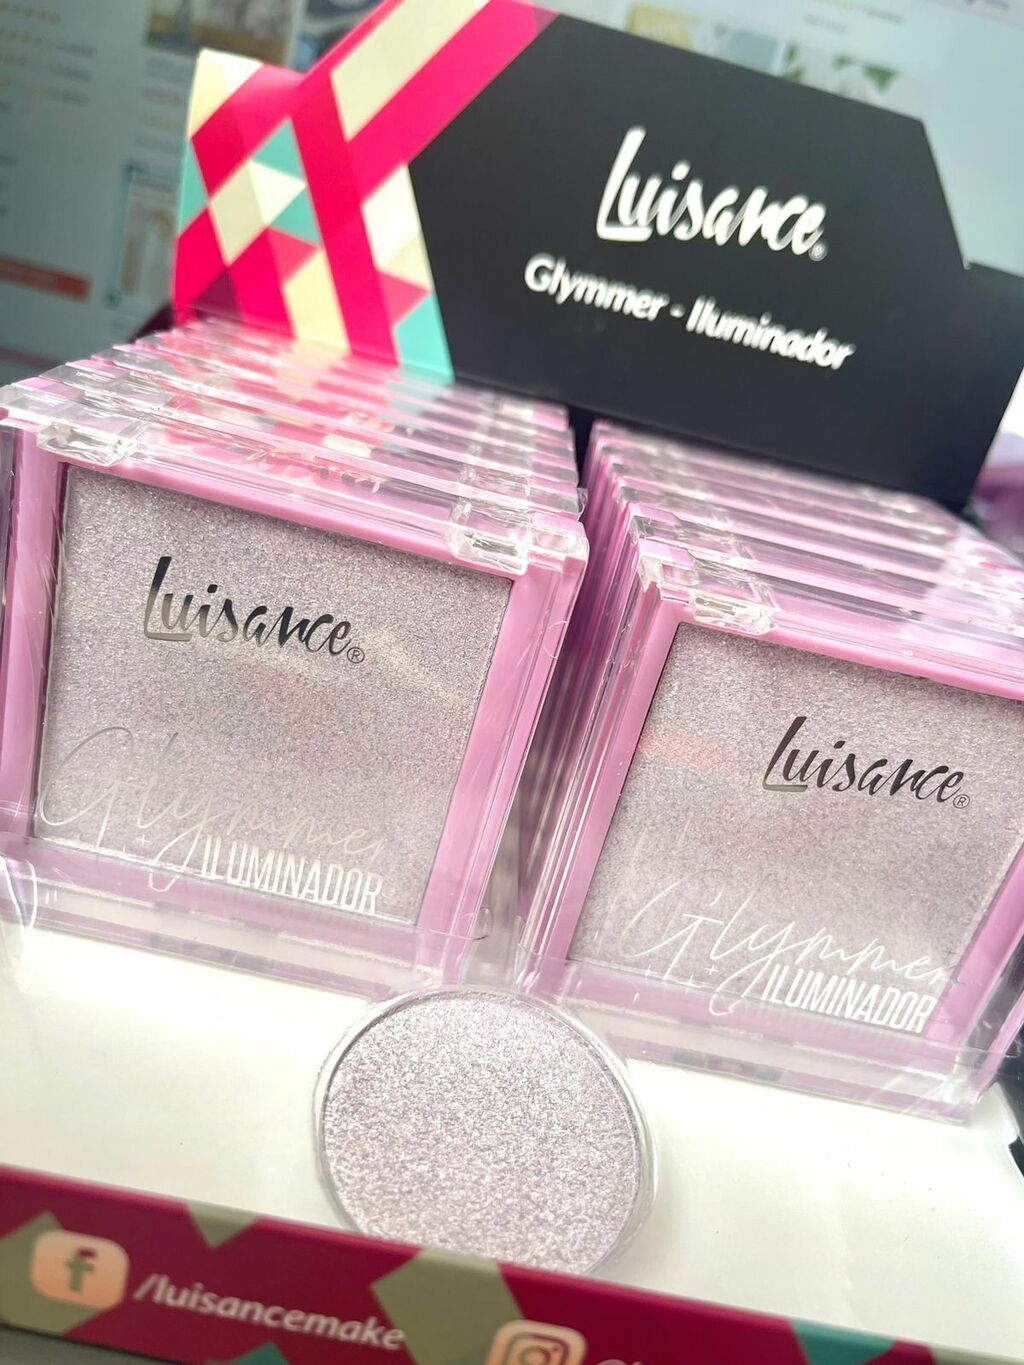 Luisance®
Glymmer - Iluminador
Luisance®
Glymmer
ILUMINADOR
Luisance®
Glymmer
ILUMINADOR
/luisancemake